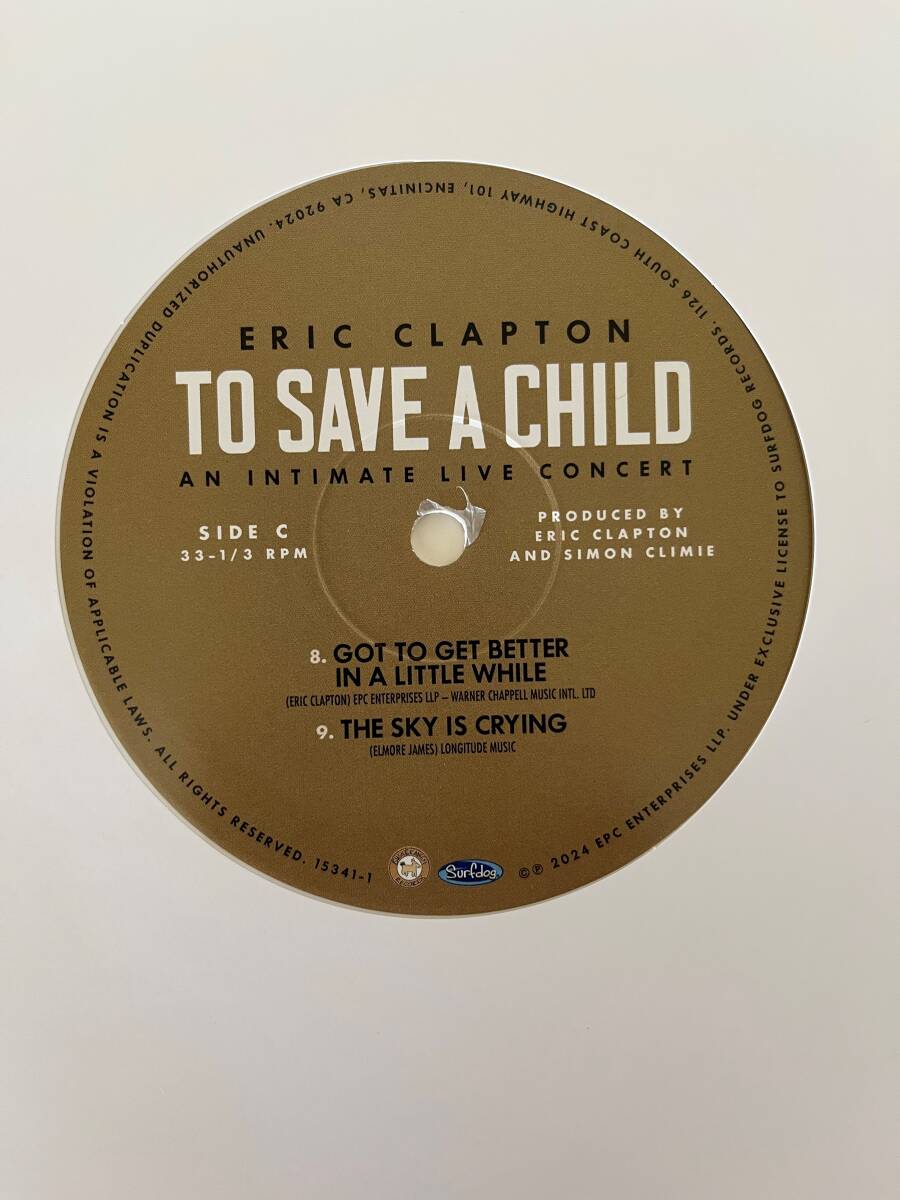 ERIC CLAPTON
TO SAVE A CHILD
AN INTIMATE LIVE CONCERT
SIDE C
33-1/3 RPM
PRODUCED BY
ERIC CLAPTON
AND SIMON CLIMIE
8. GOT TO GET BETTER
IN A LITTLE WHILE
(ERIC CLAPTON) EPC ENTERPRISES LLP – WARNER CHAPPELL MUSIC INTL. LTD
9. THE SKY IS CRYING
(ELMORE JAMES) LONGITUDE MUSIC
Surfdog
©℗ 2024 EPC ENTERPRISES LLP. UNDER EXCLUSIVE LICENSE TO SURFDOG RECORDS. 1126 SOUTH COAST HIGHWAY 101, ENCINITAS, CA 92024. UNAUTHORIZED DUPLICATION IS A VIOLATION OF APPLICABLE LAWS. ALL RIGHTS RESERVED. 15341-1